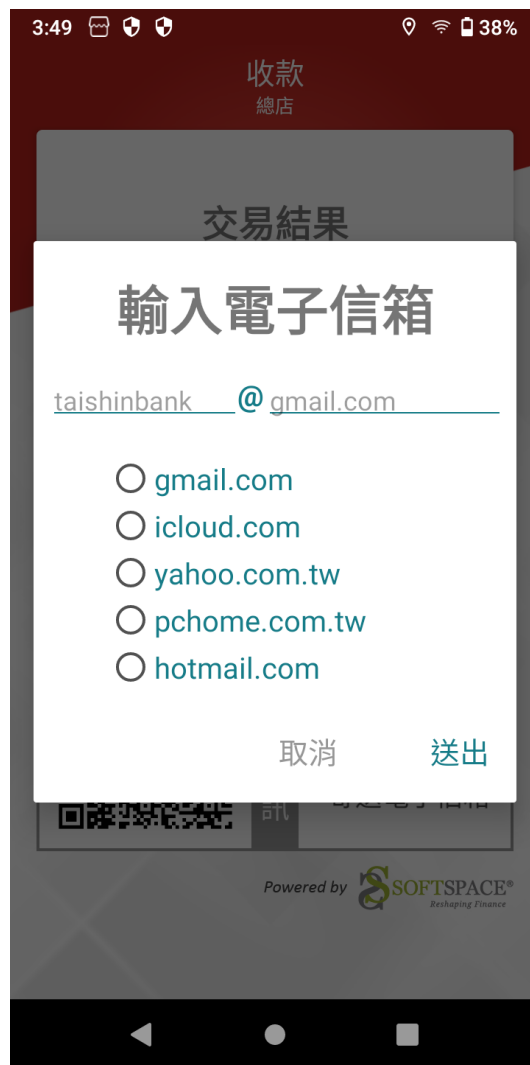 3:49 38%
收款
總店
交易結果
輸入電子信箱
taishinbank @ gmail.com
gmail.com
icloud.com
yahoo.com.tw
pchome.com.tw
hotmail.com
取消 送出
訊
Powered by SOFTSPACE®
Reshaping Finance